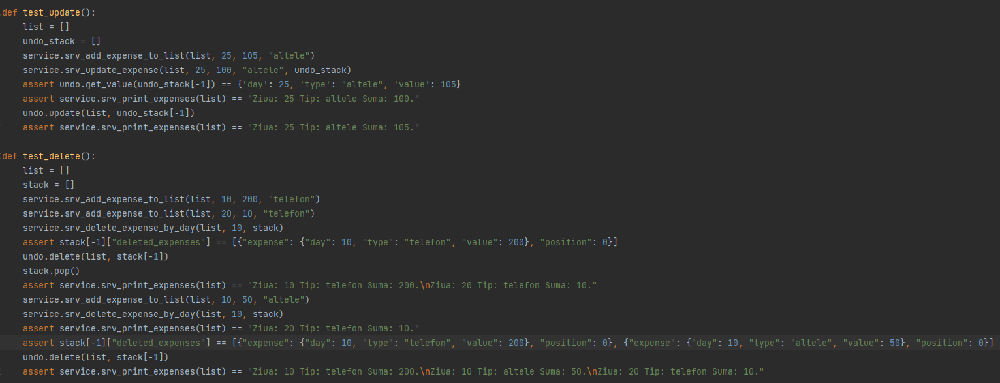 def test_update():
    list = []
    undo_stack = []
    service.srv_add_expense_to_list(list, 25, 105, "altele")
    service.srv_update_expense(list, 25, 100, "altele", undo_stack)
    assert undo.get_value(undo_stack[-1]) == {'day': 25, 'type': "altele", 'value': 105}
    assert service.srv_print_expenses(list) == "Ziua: 25 Tip: altele Suma: 100."
    undo.update(list, undo_stack[-1])
    assert service.srv_print_expenses(list) == "Ziua: 25 Tip: altele Suma: 105."

def test_delete():
    list = []
    stack = []
    service.srv_add_expense_to_list(list, 10, 200, "telefon")
    service.srv_add_expense_to_list(list, 20, 10, "telefon")
    service.srv_delete_expense_by_day(list, 10, stack)
    assert stack[-1]["deleted_expenses"] == [{"expense": {"day": 10, "type": "telefon", "value": 200}, "position": 0}]
    undo.delete(list, stack[-1])
    stack.pop()
    assert service.srv_print_expenses(list) == "Ziua: 10 Tip: telefon Suma: 200.\nZiua: 20 Tip: telefon Suma: 10."
    service.srv_add_expense_to_list(list, 10, 50, "altele")
    service.srv_delete_expense_by_day(list, 10, stack)
    assert service.srv_print_expenses(list) == "Ziua: 20 Tip: telefon Suma: 10."
    assert stack[-1]["deleted_expenses"] == [{"expense": {"day": 10, "type": "telefon", "value": 200}, "position": 0}, {"expense": {"day": 10, "type": "altele", "value": 50}, "position": 0}]
    undo.delete(list, stack[-1])
    assert service.srv_print_expenses(list) == "Ziua: 10 Tip: telefon Suma: 200.\nZiua: 10 Tip: altele Suma: 50.\nZiua: 20 Tip: telefon Suma: 10."